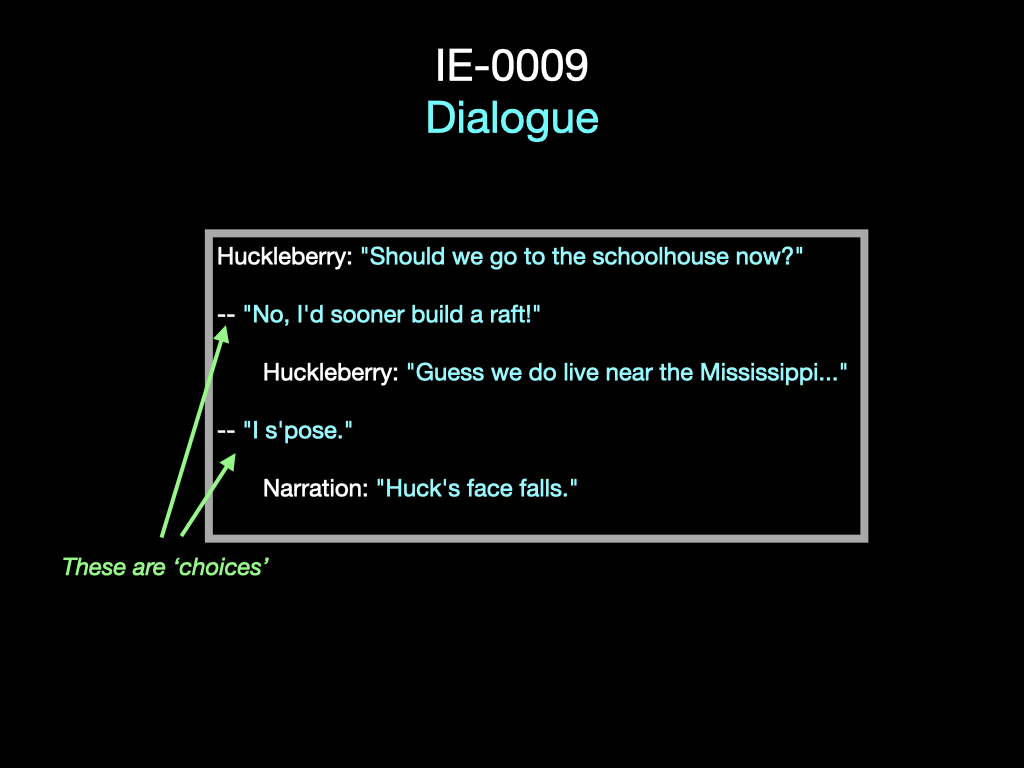 IE-0009
Dialogue
Huckleberry: "Should we go to the schoolhouse now?"
-- "No, I'd sooner build a raft!"
Huckleberry: "Guess we do live near the Mississippi..."
-- "I s'pose."
Narration: "Huck's face falls."
These are ‘choices’